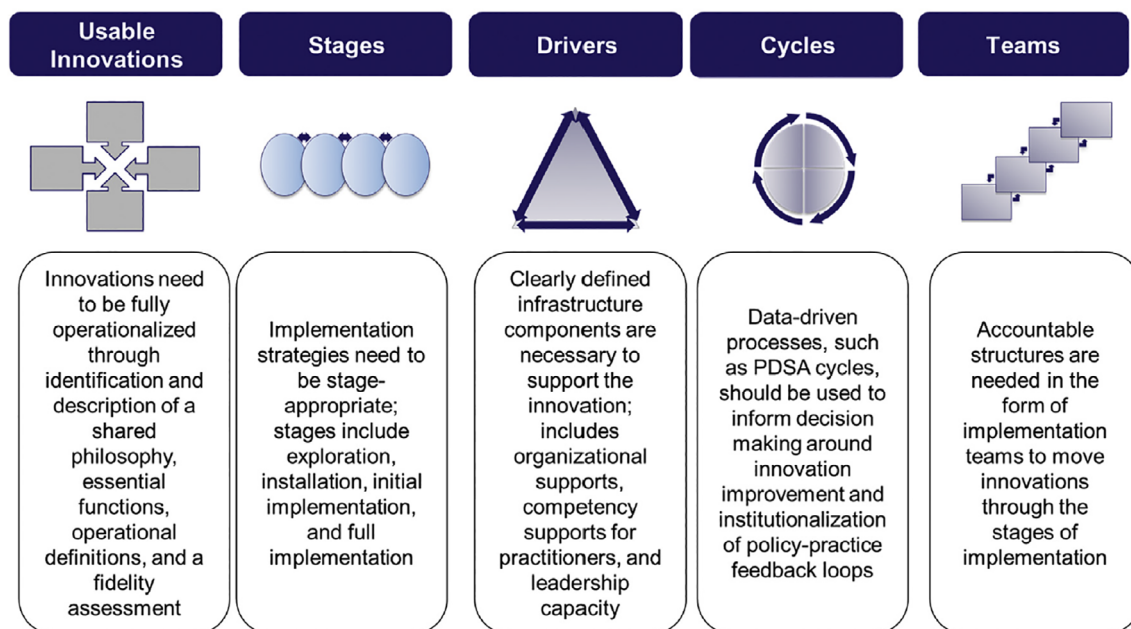 Usable
Innovations
Stages
Drivers
Cycles
Teams
Innovations need
to be fully
operationalized
through
identification and
description of a
shared
philosophy,
essential
functions,
operational
definitions, and a
fidelity
assessment
Implementation
strategies need to
be stage-
appropriate;
stages include
exploration,
installation, initial
implementation,
and full
implementation
Clearly defined
infrastructure
components are
necessary to
support the
innovation;
includes
organizational
supports,
competency
supports for
practitioners, and
leadership
capacity
Data-driven
processes, such
as PDSA cycles,
should be used to
inform decision
making around
innovation
improvement and
institutionalization
of policy-practice
feedback loops
Accountable
structures are
needed in the
form of
implementation
teams to move
innovations
through the
stages of
implementation